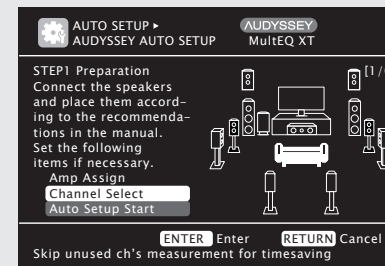 AUTO SETUP ▸
AUDYSSEY AUTO SETUP
AUDYSSEY
MultEQ XT
[1/
STEP1 Preparation
Connect the speakers
and place them accord-
ing to the recommenda-
tions in the manual.
Set the following
items if necessary.
Amp Assign
Channel Select
Auto Setup Start
ENTER Enter RETURN Cancel
Skip unused ch's measurement for timesaving